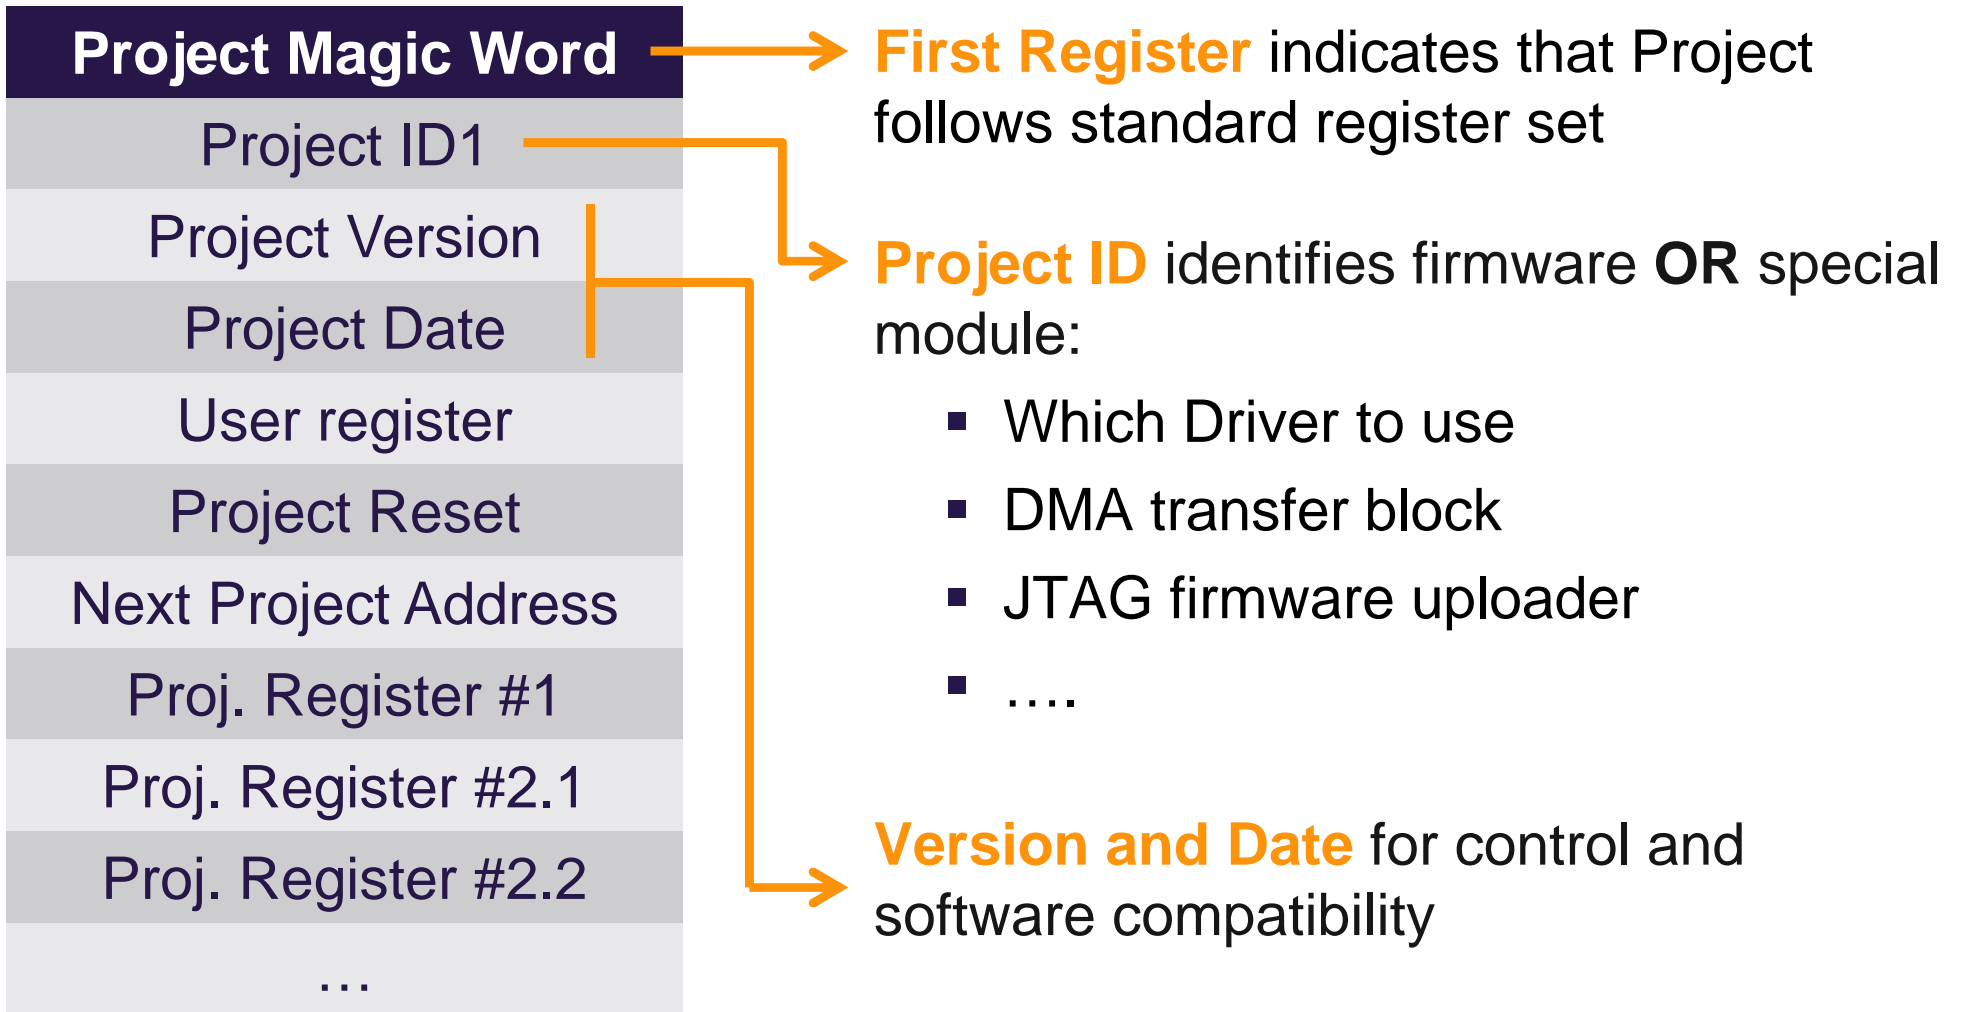 Project Magic Word
Project ID1
Project Version
Project Date
User register
Project Reset
Next Project Address
Proj. Register #1
Proj. Register #2.1
Proj. Register #2.2
…
First Register indicates that Project
follows standard register set
Project ID identifies firmware OR special
module:
▪ Which Driver to use
▪ DMA transfer block
▪ JTAG firmware uploader
▪ ….
Version and Date for control and
software compatibility